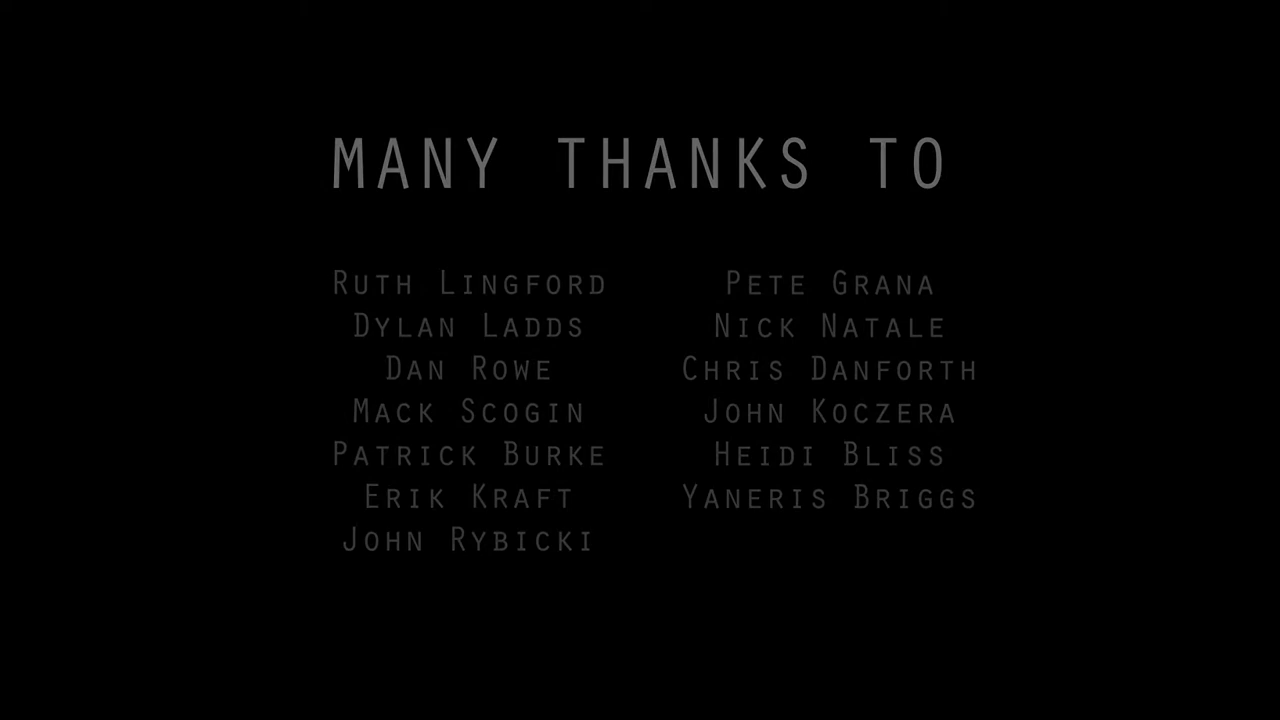 MANY THANKS TO
RUTH LINGFORD
DYLAN LADDS
DAN ROWE
MACK SCOGIN
PATRICK BURKE
ERIK KRAFT
JOHN RYBICKI
PETE GRANA
NICK NATALE
CHRIS DANFORTH
JOHN KOCZERA
HEIDI BLISS
YANERIS BRIGGS